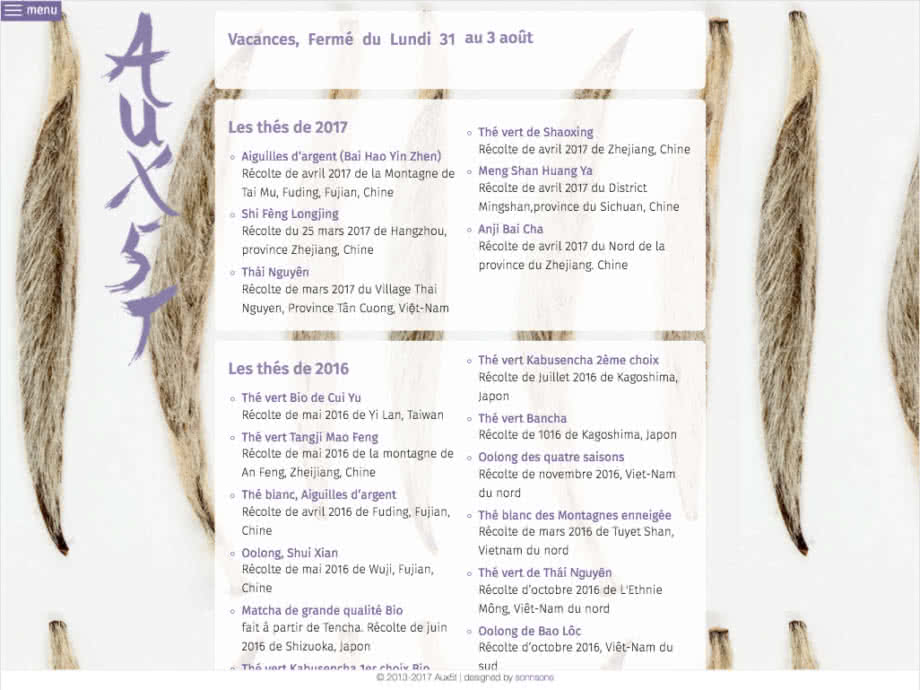 menu
AUX5T
Vacances, Fermé du Lundi 31 au 3 août
Les thés de 2017
Aiguilles d'argent (Bai Hao Yin Zhen)
Récolte de avril 2017 de la Montagne de
Tai Mu, Fuding, Fujian, Chine
Shi Fêng Longjing
Récolte du 25 mars 2017 de Hangzhou,
province Zhejiang, Chine
Thái Nguyên
Récolte de mars 2017 du Village Thai
Nguyen, Province Tân Cuong, Việt-Nam
Thé vert de Shaoxing
Récolte de avril 2017 de Zhejiang, Chine
Meng Shan Huang Ya
Récolte de avril 2017 du District
Mingshan,province du Sichuan, Chine
Anji Bai Cha
Récolte de avril 2017 du Nord de la
province du Zhejiang. Chine
Les thés de 2016
Thé vert Bio de Cui Yu
Récolte de mai 2016 de Yi Lan, Taiwan
Thé vert Tangji Mao Feng
Récolte de mai 2016 de la montagne de
An Feng, Zheijiang, Chine
Thé blanc, Aiguilles d'argent
Récolte de avril 2016 de Fuding, Fujian,
Chine
Oolong, Shui Xian
Récolte de mai 2016 de Wuji, Fujian,
Chine
Matcha de grande qualité Bio
fait à partir de Tencha. Récolte de juin
2016 de Shizuoka, Japon
Thé vert Kabusencha 1er choix Bio
Thé vert Kabusencha 2ème choix
Récolte de Juillet 2016 de Kagoshima,
Japon
Thé vert Bancha
Récolte de 1016 de Kagoshima, Japon
Oolong des quatre saisons
Récolte de novembre 2016, Viet-Nam
du nord
Thé blanc des Montagnes enneigée
Récolte de mars 2016 de Tuyet Shan,
Vietnam du nord
Thé vert de Thái Nguyên
Récolte d'octobre 2016 de L'Ethnie
Mông, Viêt-Nam du nord
Oolong de Bao Lôc
Récolte d'octobre 2016, Viêt-Nam du
sud
© 2013-2017 Aux5t | designed by sonnsons